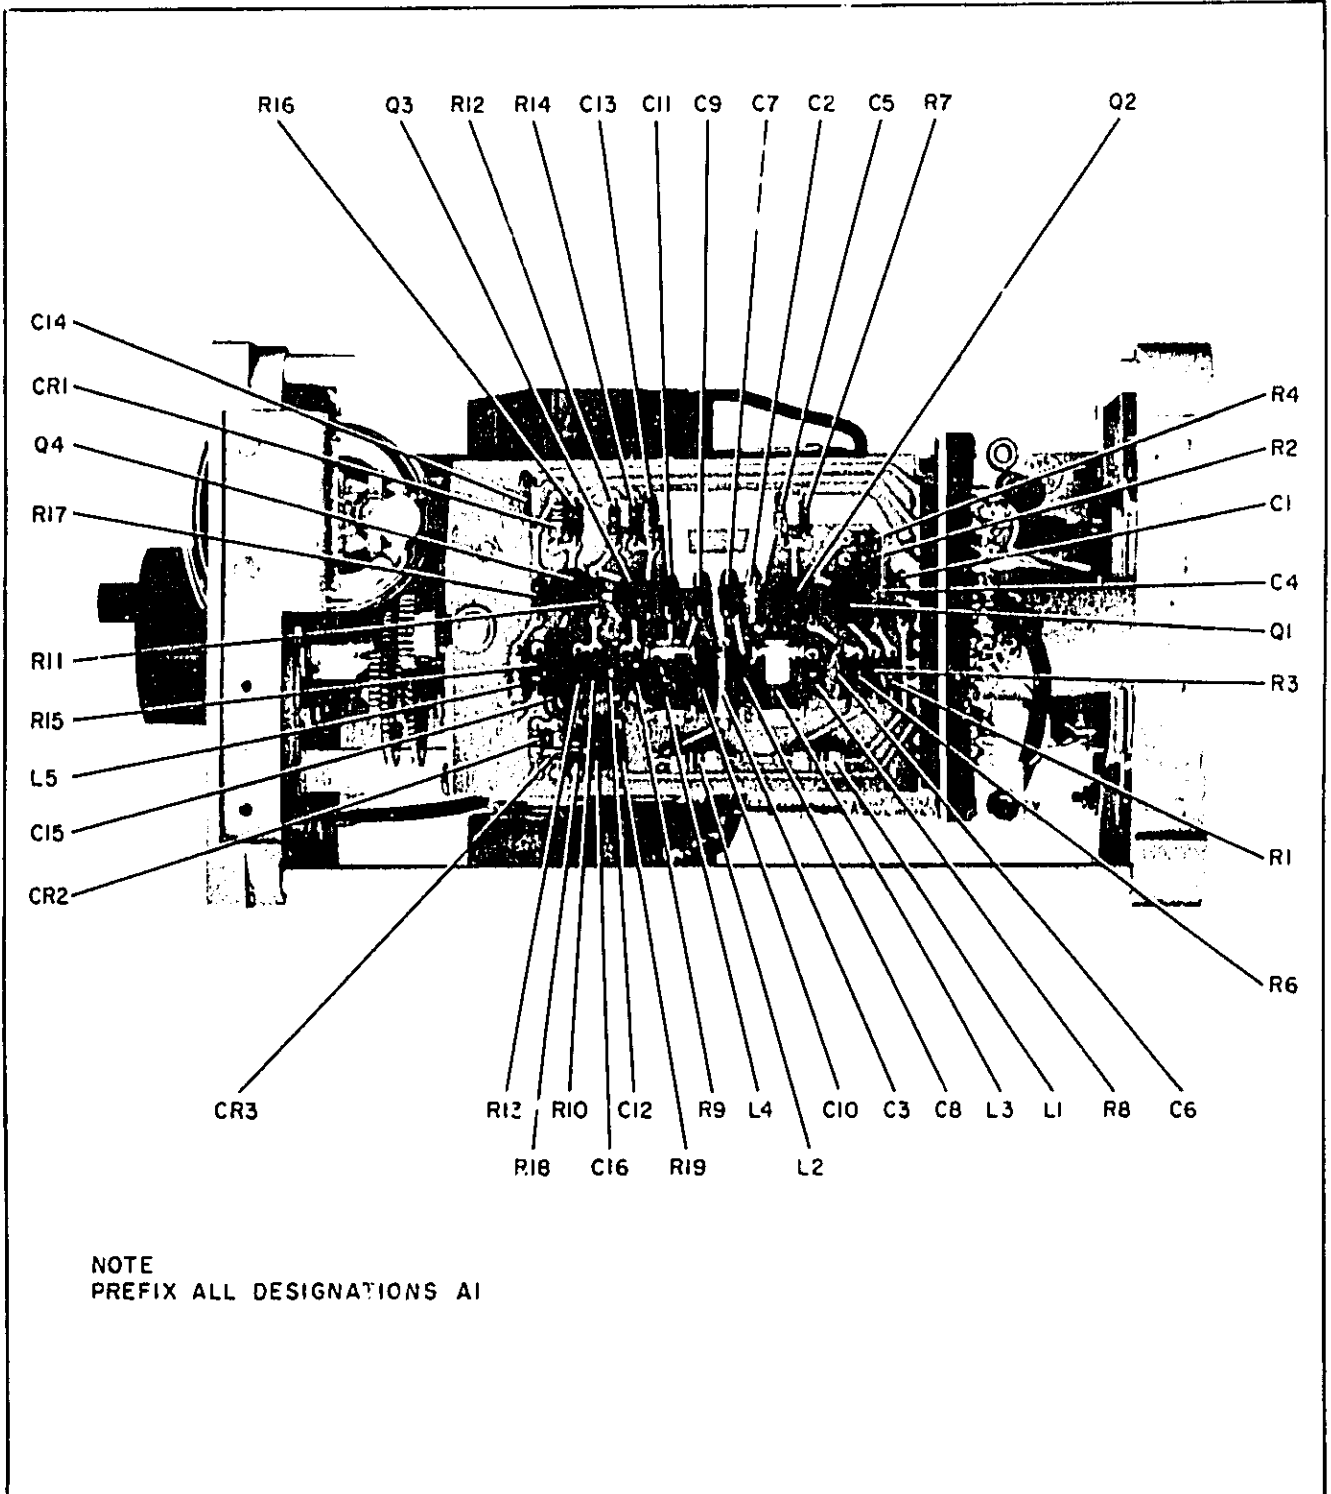 R16 Q3 R12 R14 C13 C11 C9 C7 C2 C5 R7 Q2
C14
CR1
R4
Q4
R2
R17
C1
C4
Q1
R11
R3
R15
L5
C15
R1
CR2
R6
CR3 R13 R10 C12 R9 L4 C10 C3 C8 L3 L1 R8 C6
R18 C16 R19 L2
NOTE
PREFIX ALL DESIGNATIONS A1